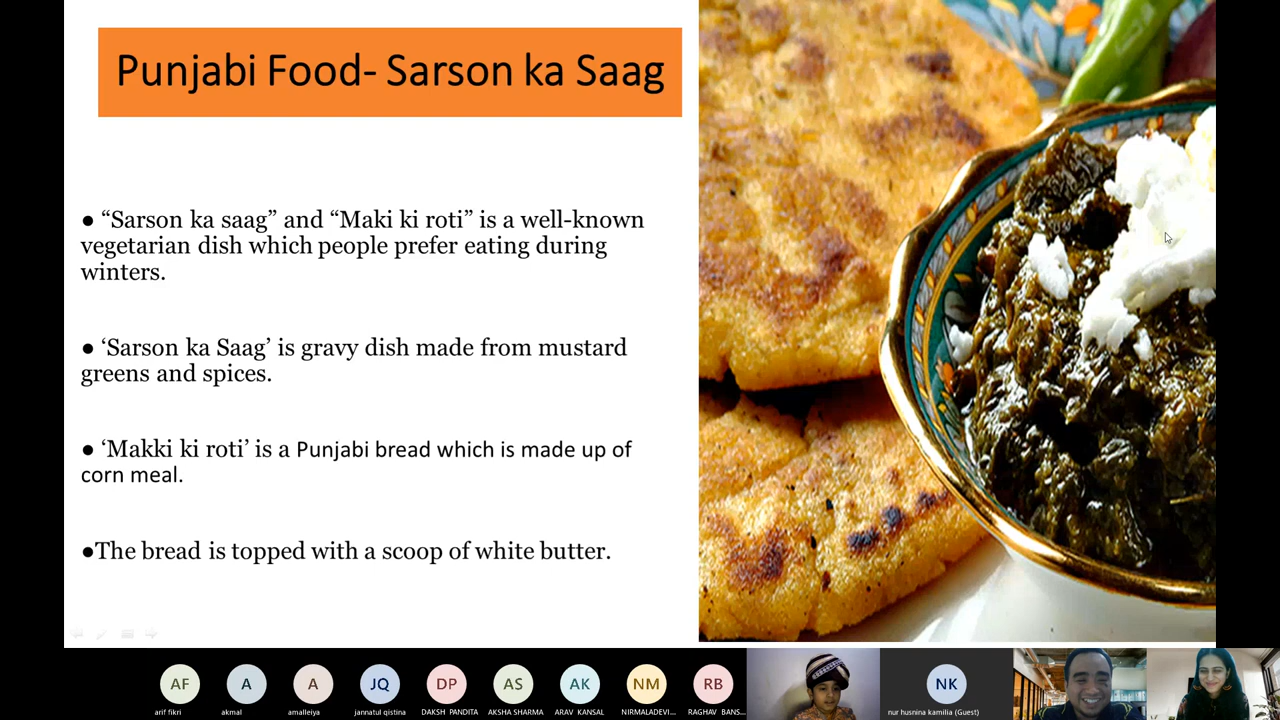 Punjabi Food- Sarson ka Saag
● “Sarson ka saag” and “Maki ki roti” is a well-known
vegetarian dish which people prefer eating during
winters.
● ‘Sarson ka Saag’ is gravy dish made from mustard
greens and spices.
● ‘Makki ki roti’ is a Punjabi bread which is made up of
corn meal.
●The bread is topped with a scoop of white butter.
AF A A JQ DP AS AK NM RB NK
arif fikri akmal amalleiya jannatul qistina DAKSH PANDITA AKSHA SHARMA ARAV KANSAL NIRMALADEVI... RAGHAV BANS... nur husnina kamilia (Guest)